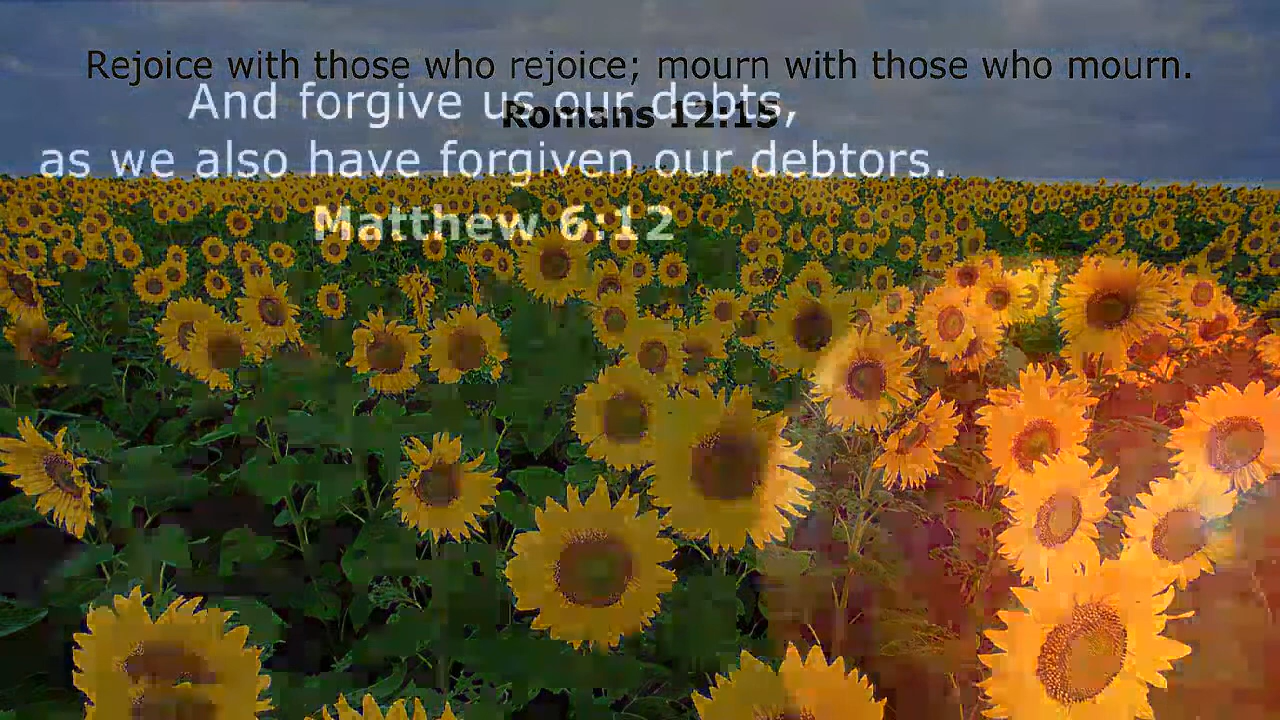 Rejoice with those who rejoice; mourn with those who mourn.
Romans 12:15
And forgive us our debts,
as we also have forgiven our debtors.
Matthew 6:12